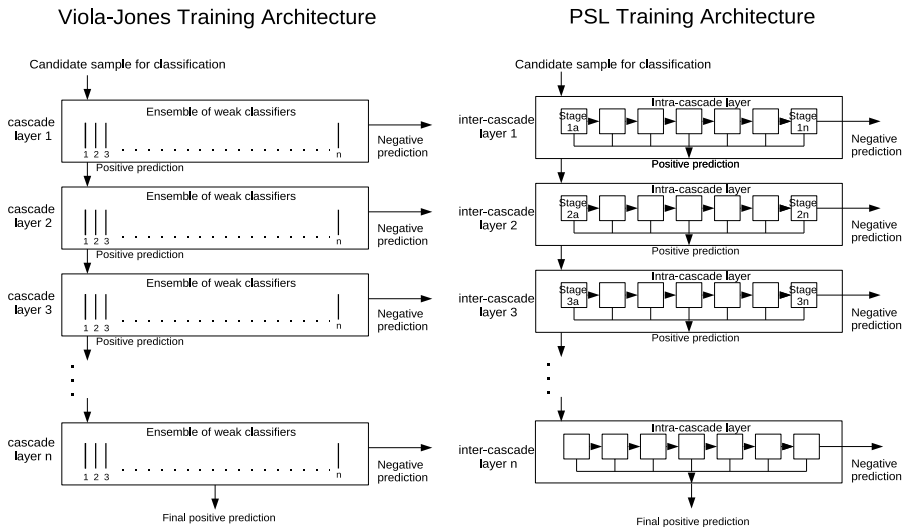 Viola-Jones Training Architecture
Candidate sample for classification
cascade
layer 1
Ensemble of weak classifiers
1 2 3
n
Negative
prediction
Positive prediction
cascade
layer 2
Ensemble of weak classifiers
1 2 3
n
Negative
prediction
Positive prediction
cascade
layer 3
Ensemble of weak classifiers
1 2 3
n
Negative
prediction
Positive prediction
cascade
layer n
Ensemble of weak classifiers
1 2 3
n
Negative
prediction
Final positive prediction
PSL Training Architecture
Candidate sample for classification
inter-cascade
layer 1
Intra-cascade layer
Stage
1a
Stage
1n
Negative
prediction
Positive prediction
inter-cascade
layer 2
Intra-cascade layer
Stage
2a
Stage
2n
Negative
prediction
Positive prediction
inter-cascade
layer 3
Intra-cascade layer
Stage
3a
Stage
3n
Negative
prediction
Positive prediction
inter-cascade
layer n
Intra-cascade layer
Negative
prediction
Final positive prediction